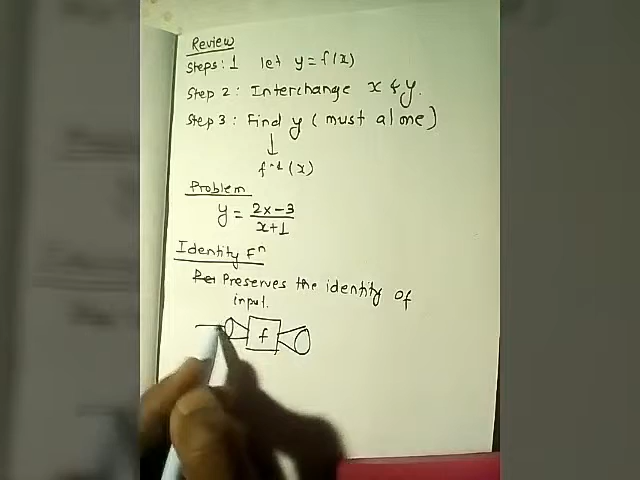 Review
Steps: 1 let y = f(x)
Step 2: Interchange x & y.
Step 3: Find y (must alone)
↓
f^-1 (x)
Problem
y = 2x-3 / x+1
Identity Fⁿ
Preserves the identity of
input.
f